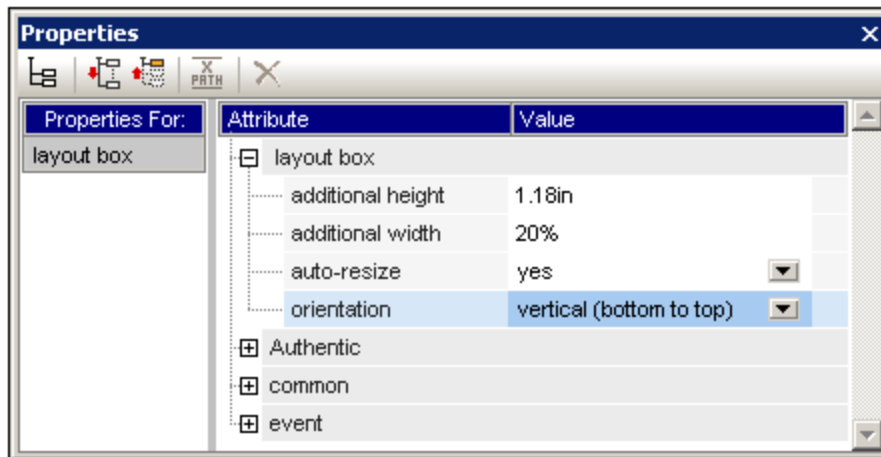 Properties
X
PATH
Properties For:
Attribute
Value
layout box
layout box
additional height
1.18in
additional width
20%
auto-resize
yes
orientation
vertical (bottom to top)
Authentic
common
event